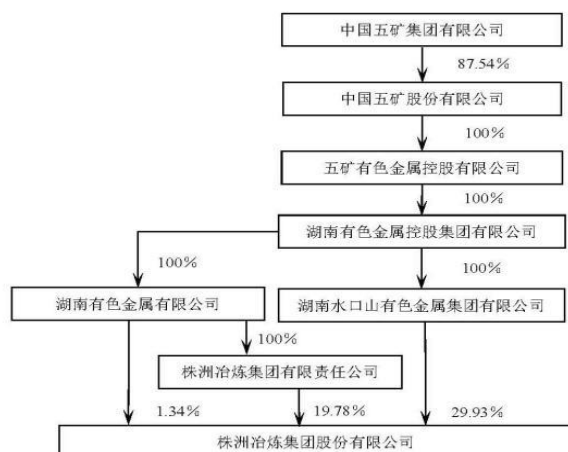 中国五矿集团有限公司
87.54%
中国五矿股份有限公司
100%
五矿有色金属控股有限公司
100%
湖南有色金属控股集团有限公司
100%
100%
湖南有色金属有限公司
湖南水口山有色金属集团有限公司
100%
株洲冶炼集团有限责任公司
1.34%
19.78%
29.93%
株洲冶炼集团股份有限公司